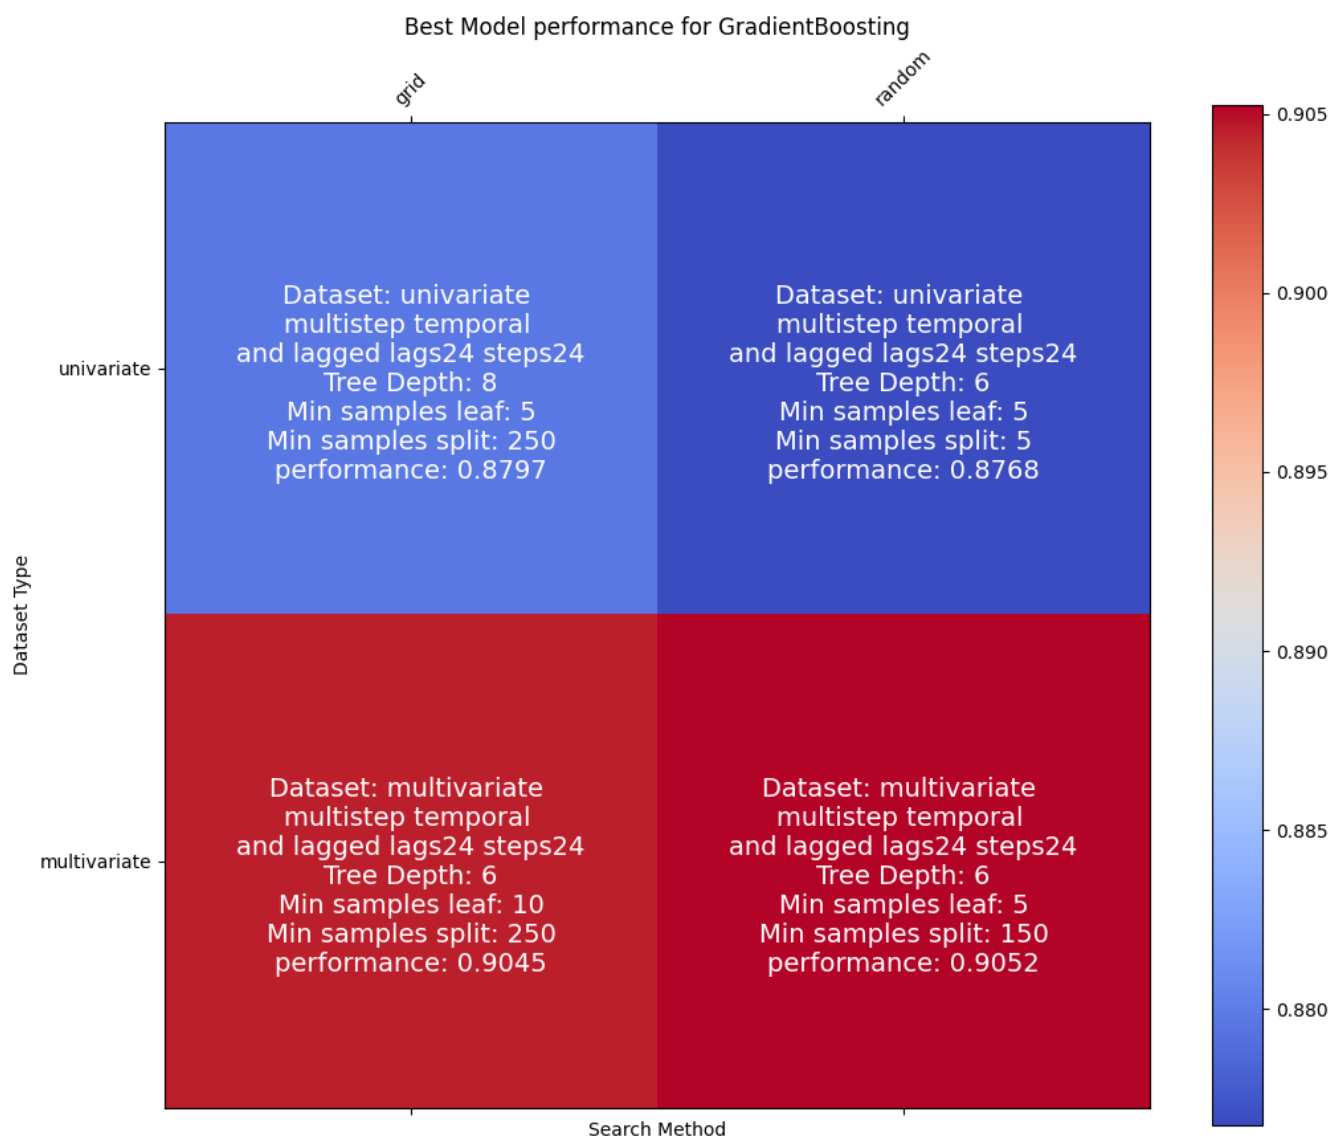 Best Model performance for GradientBoosting
grid
random
Dataset: univariate
multistep temporal
and lagged lags24 steps24
Tree Depth: 8
Min samples leaf: 5
Min samples split: 250
performance: 0.8797
Dataset: univariate
multistep temporal
and lagged lags24 steps24
Tree Depth: 6
Min samples leaf: 5
Min samples split: 5
performance: 0.8768
univariate
Dataset Type
Dataset: multivariate
multistep temporal
and lagged lags24 steps24
Tree Depth: 6
Min samples leaf: 10
Min samples split: 250
performance: 0.9045
Dataset: multivariate
multistep temporal
and lagged lags24 steps24
Tree Depth: 6
Min samples leaf: 5
Min samples split: 150
performance: 0.9052
multivariate
Search Method
0.905
0.900
0.895
0.890
0.885
0.880